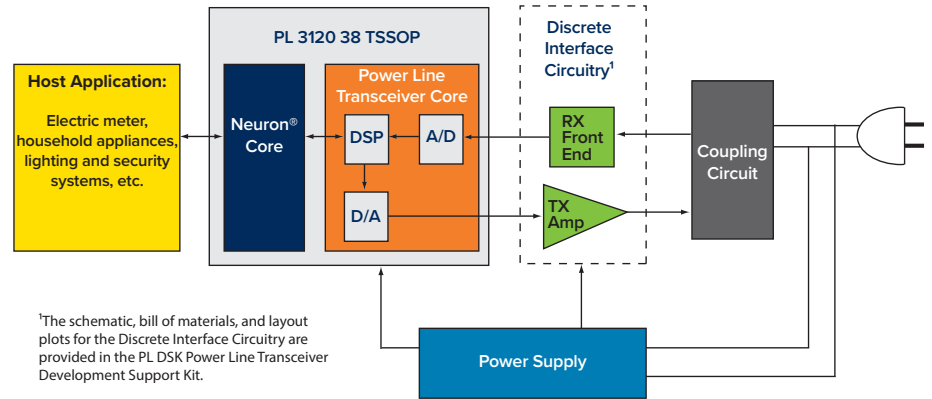 PL 3120 38 TSSOP
Discrete
Interface
Circuitry¹
Host Application:
Electric meter,
household appliances,
lighting and security
systems, etc.
Neuron®
Core
Power Line
Transceiver Core
DSP
A/D
D/A
RX
Front
End
TX
Amp
Coupling
Circuit
Power Supply
¹The schematic, bill of materials, and layout
plots for the Discrete Interface Circuitry are
provided in the PL DSK Power Line Transceiver
Development Support Kit.